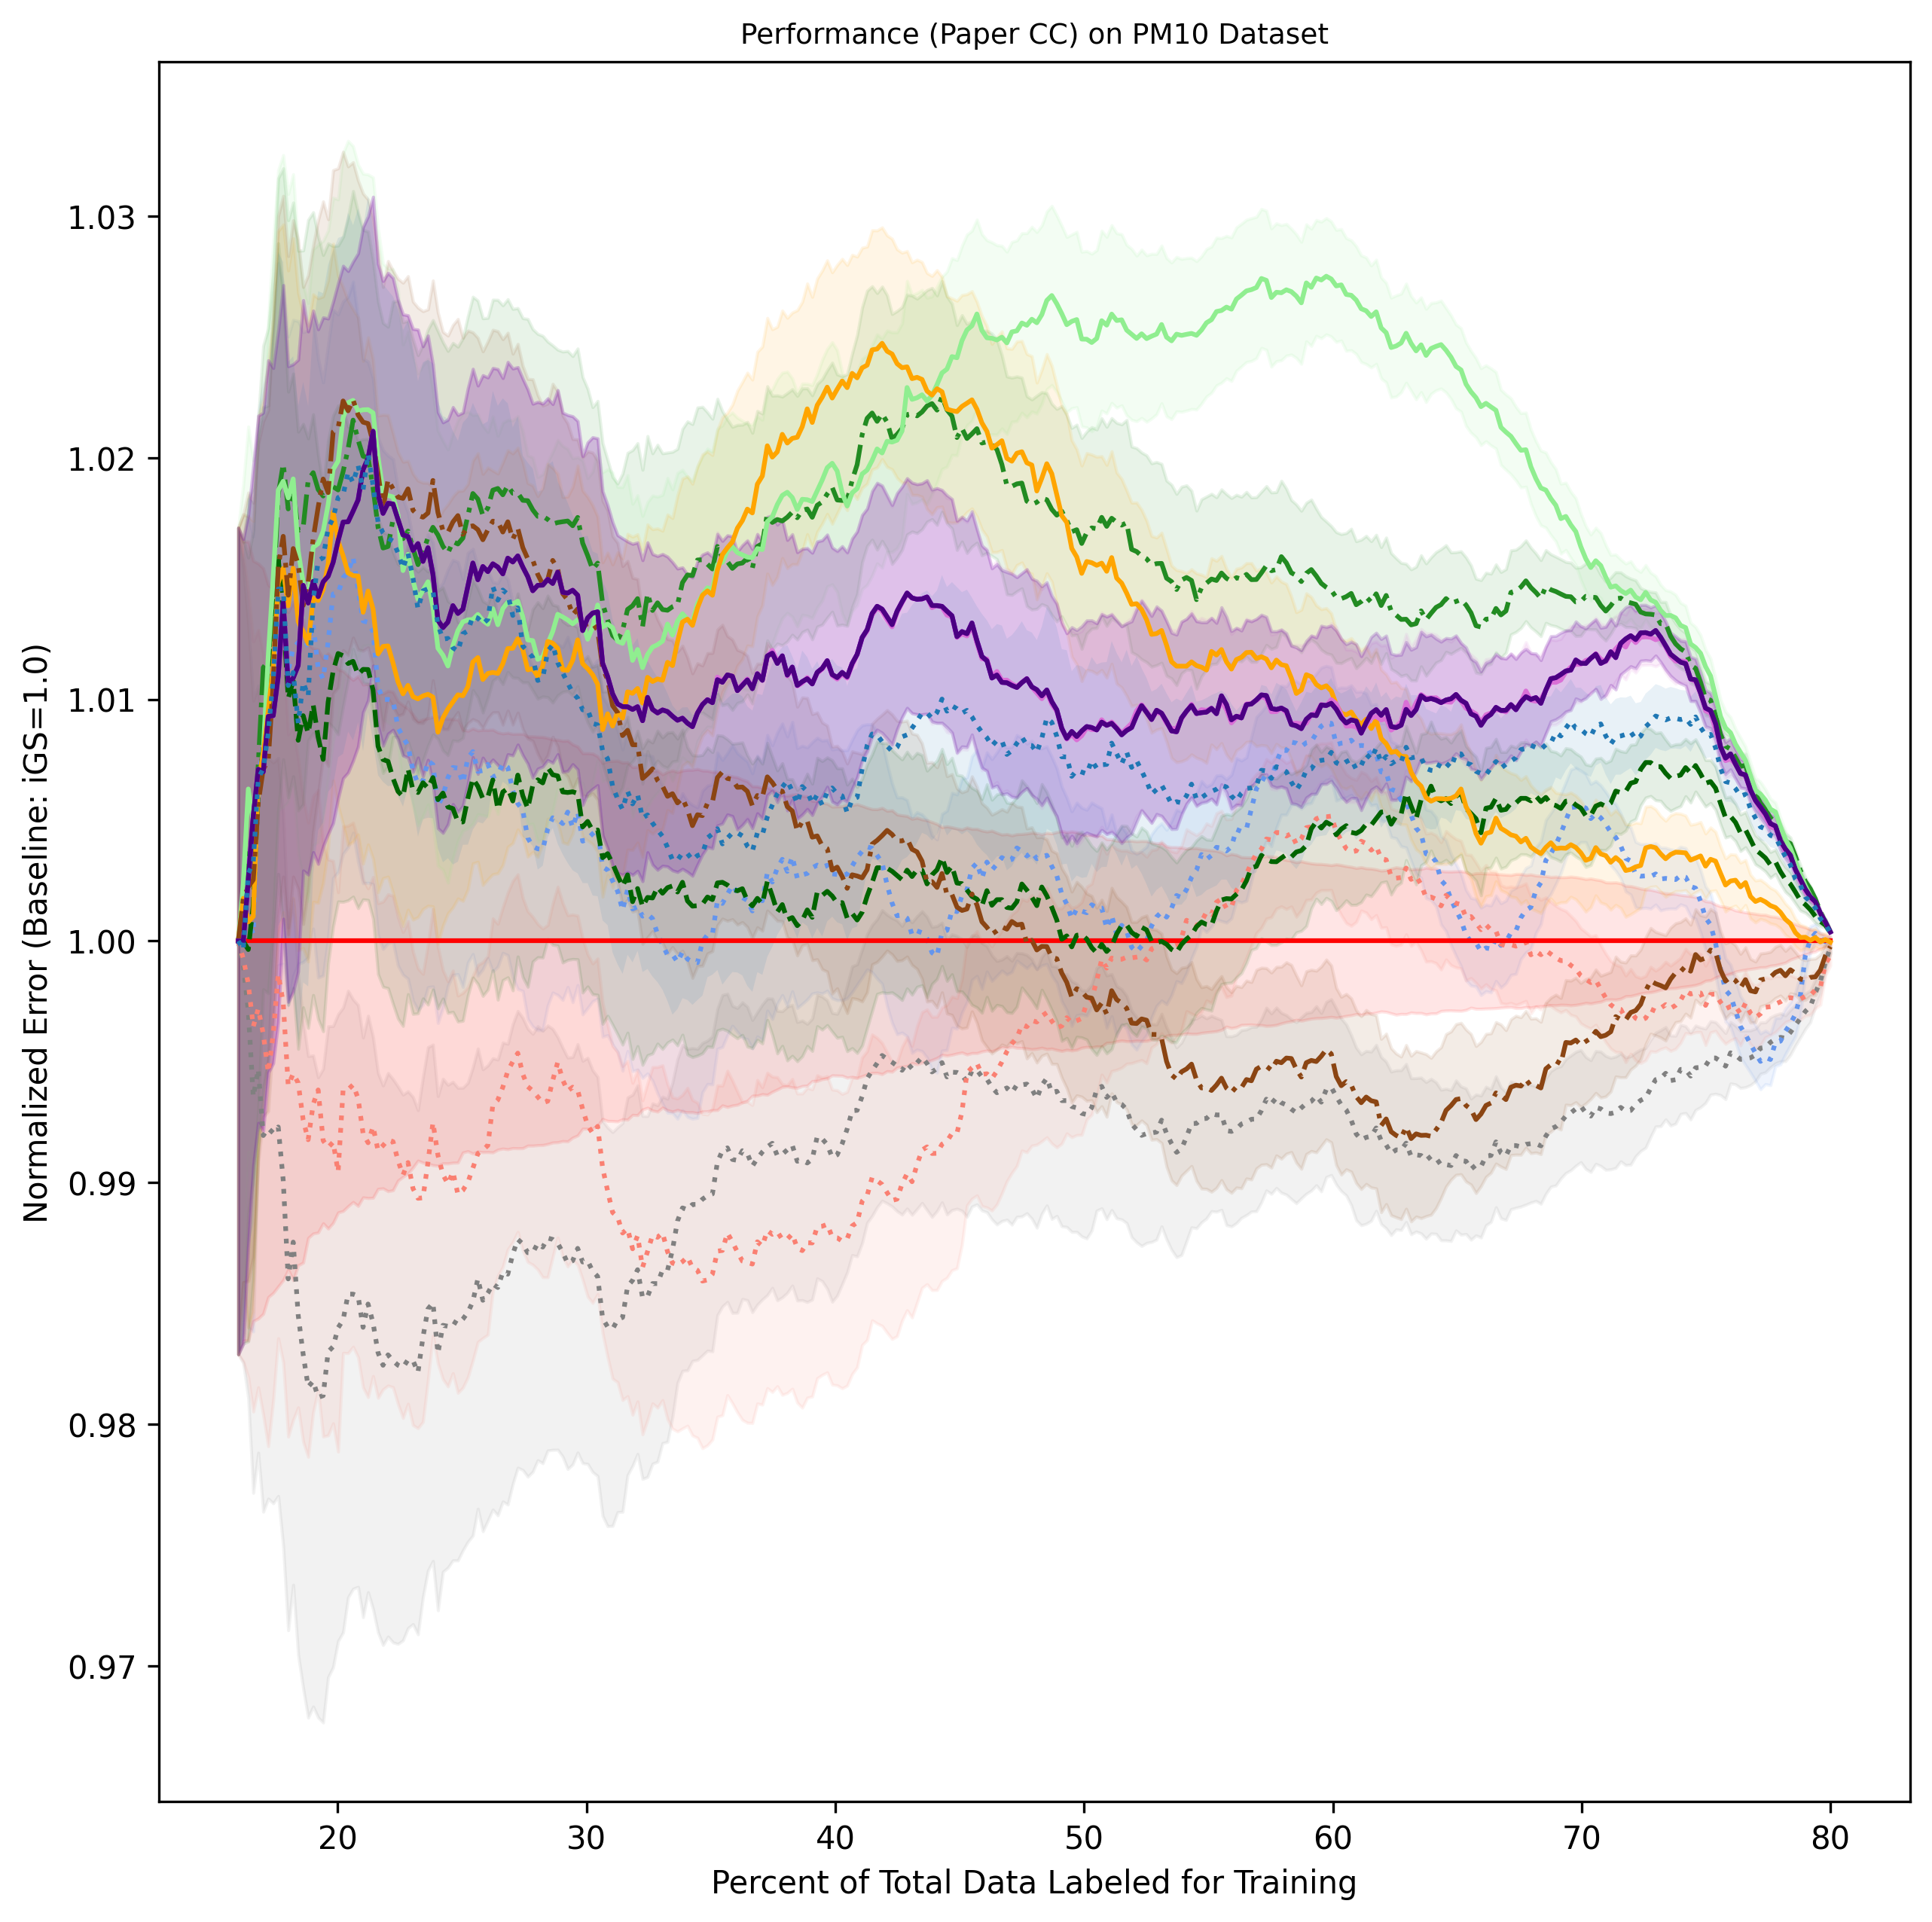 Performance (Paper CC) on PM10 Dataset
Normalized Error (Baseline: iGS=1.0)
1.03
1.02
1.01
1.00
0.99
0.98
0.97
20 30 40 50 60 70 80
Percent of Total Data Labeled for Training